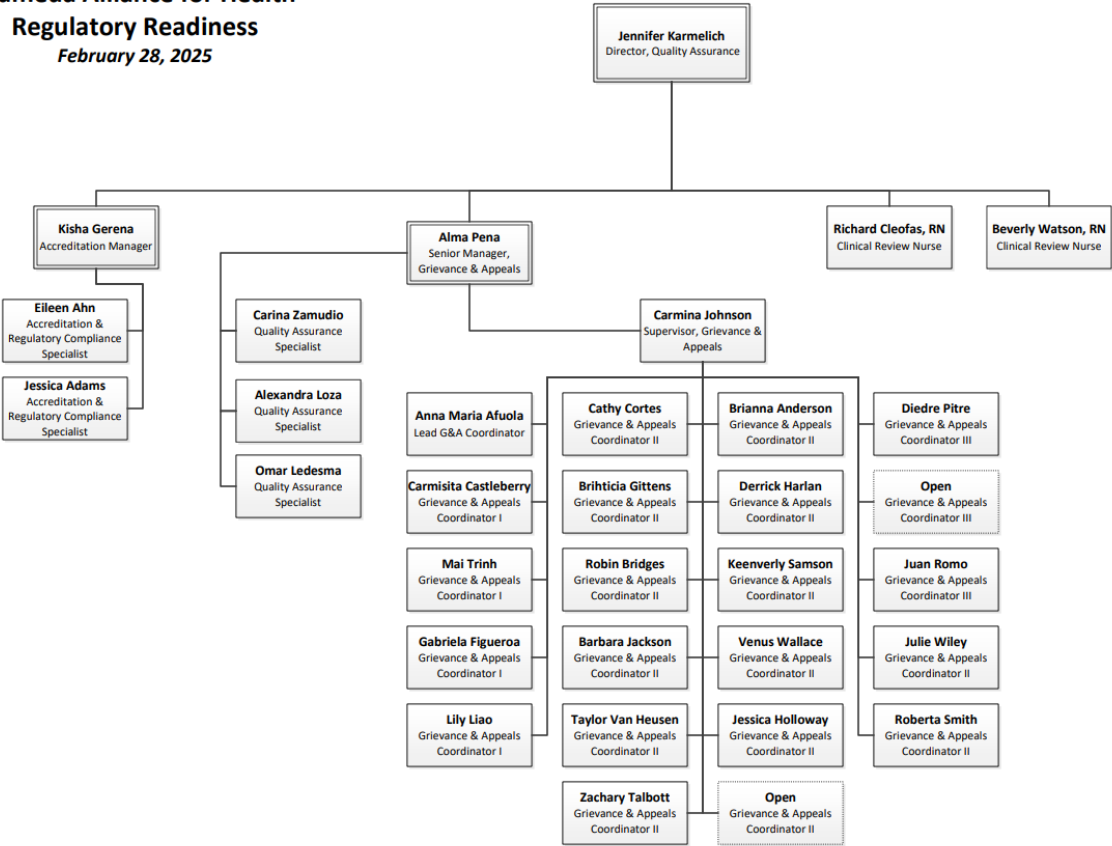 Alliance for Health
Regulatory Readiness
February 28, 2025
Jennifer Karmelich
Director, Quality Assurance
Kisha Gerena
Accreditation Manager
Alma Pena
Senior Manager,
Grievance & Appeals
Richard Cleofas, RN
Clinical Review Nurse
Beverly Watson, RN
Clinical Review Nurse
Eileen Ahn
Accreditation &
Regulatory Compliance
Specialist
Jessica Adams
Accreditation &
Regulatory Compliance
Specialist
Carina Zamudio
Quality Assurance
Specialist
Alexandra Loza
Quality Assurance
Specialist
Omar Ledesma
Quality Assurance
Specialist
Carmina Johnson
Supervisor, Grievance &
Appeals
Anna Maria Afuola
Lead G&A Coordinator
Cathy Cortes
Grievance & Appeals
Coordinator II
Brianna Anderson
Grievance & Appeals
Coordinator II
Diedre Pitre
Grievance & Appeals
Coordinator III
Carmisita Castleberry
Grievance & Appeals
Coordinator I
Brihticia Gittens
Grievance & Appeals
Coordinator II
Derrick Harlan
Grievance & Appeals
Coordinator II
Open
Grievance & Appeals
Coordinator III
Mai Trinh
Grievance & Appeals
Coordinator I
Robin Bridges
Grievance & Appeals
Coordinator II
Keenverly Samson
Grievance & Appeals
Coordinator II
Juan Romo
Grievance & Appeals
Coordinator III
Gabriela Figueroa
Grievance & Appeals
Coordinator I
Barbara Jackson
Grievance & Appeals
Coordinator II
Venus Wallace
Grievance & Appeals
Coordinator II
Julie Wiley
Grievance & Appeals
Coordinator II
Lily Liao
Grievance & Appeals
Coordinator I
Taylor Van Heusen
Grievance & Appeals
Coordinator II
Jessica Holloway
Grievance & Appeals
Coordinator II
Roberta Smith
Grievance & Appeals
Coordinator II
Zachary Talbott
Grievance & Appeals
Coordinator II
Open
Grievance & Appeals
Coordinator II